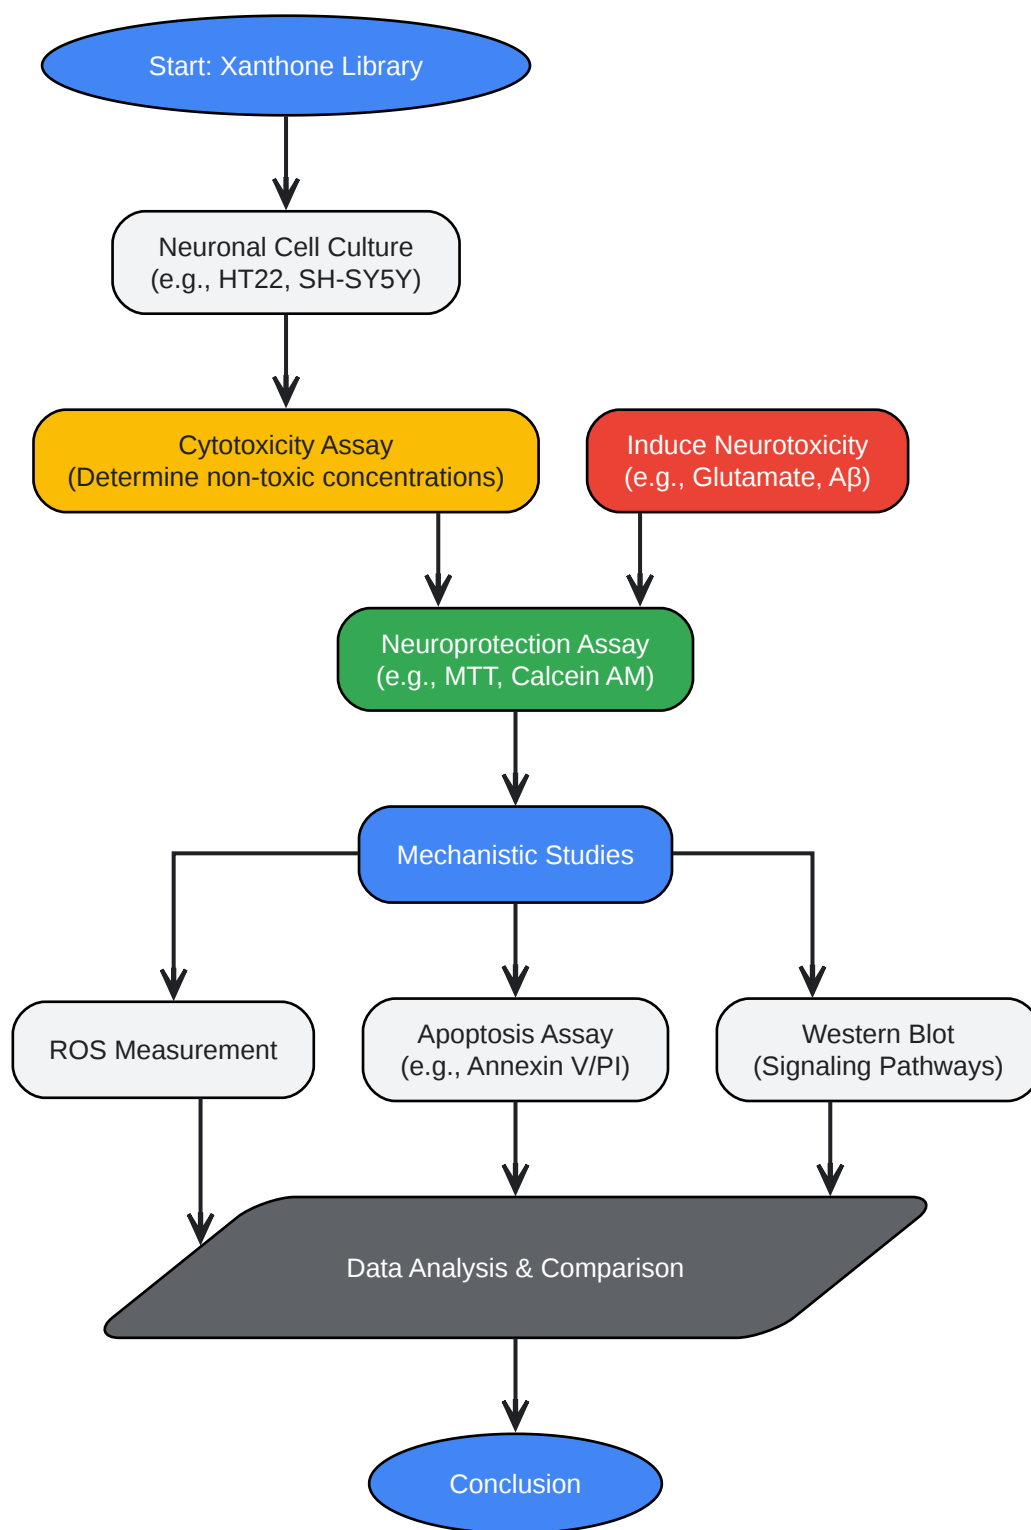 Start: Xanthone Library
Neuronal Cell Culture
(e.g., HT22, SH-SY5Y)
Cytotoxicity Assay
(Determine non-toxic concentrations)
Induce Neurotoxicity
(e.g., Glutamate, Aβ)
Neuroprotection Assay
(e.g., MTT, Calcein AM)
Mechanistic Studies
ROS Measurement
Apoptosis Assay
(e.g., Annexin V/PI)
Western Blot
(Signaling Pathways)
Data Analysis & Comparison
Conclusion